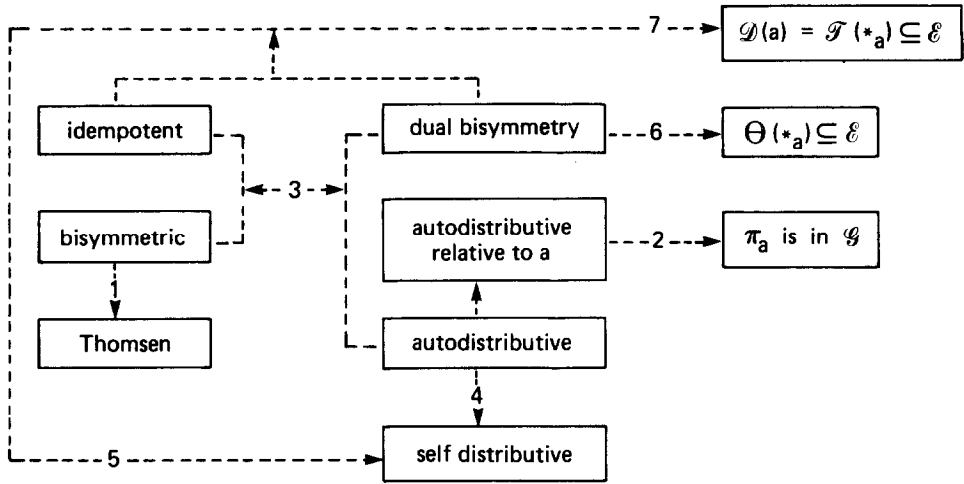 7
𝒟(a) = 𝒯(*ₐ) ⊆ ℰ
idempotent
dual bisymmetry
6
Θ(*ₐ) ⊆ ℰ
3
bisymmetric
autodistributive
relative to a
2
πₐ is in 𝒢
1
Thomsen
autodistributive
4
5
self distributive